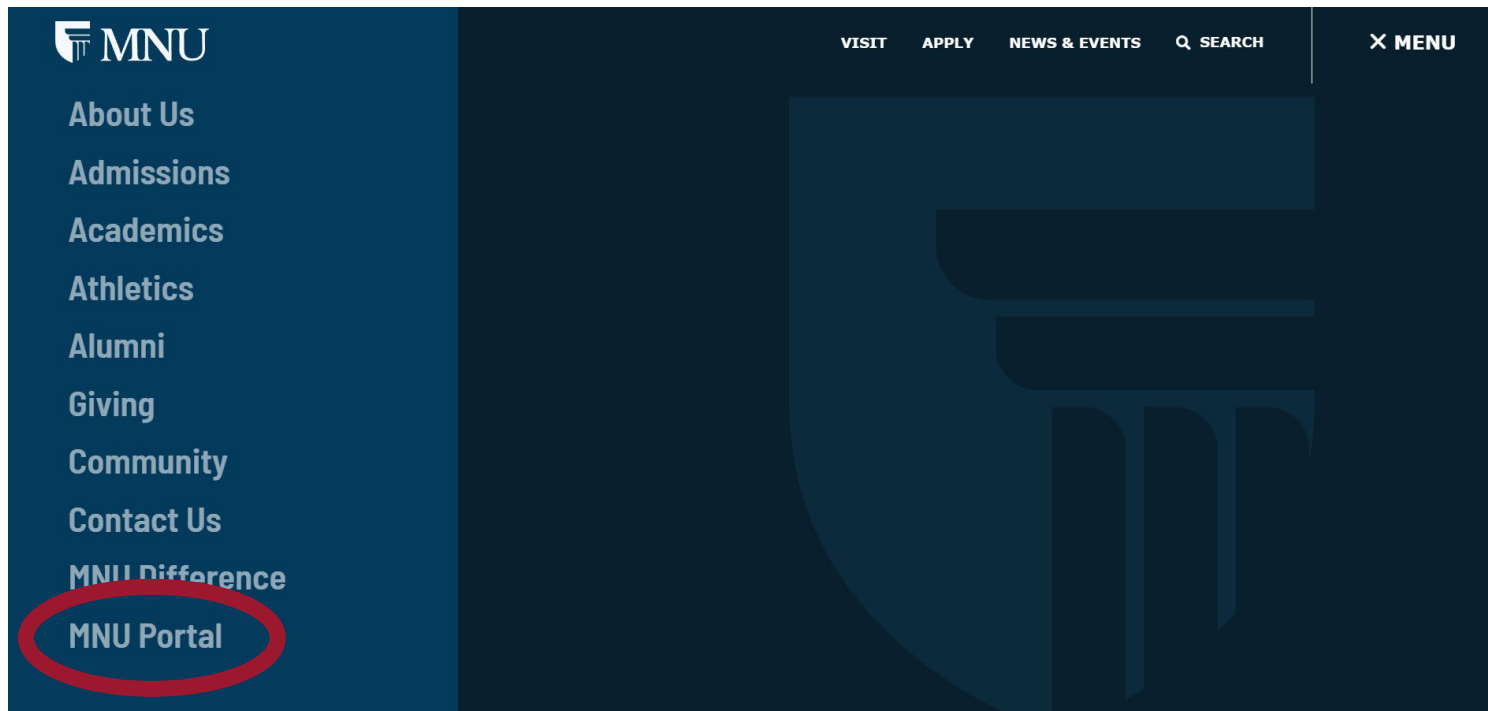 MNU
VISIT APPLY NEWS & EVENTS SEARCH MENU
About Us
Admissions
Academics
Athletics
Alumni
Giving
Community
Contact Us
MNU Difference
MNU Portal